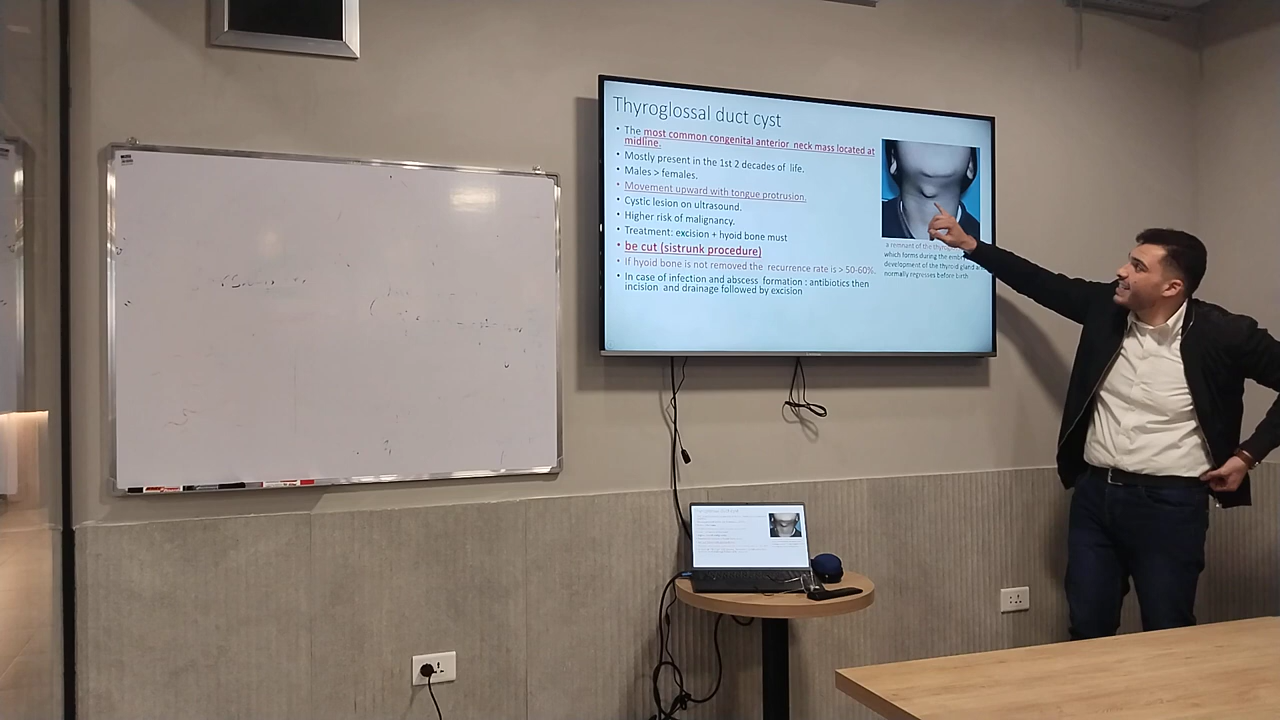 Thyroglossal duct cyst
• The most common congenital anterior neck mass located at
midline.
• Mostly present in the 1st 2 decades of life.
• Males > females.
• Movement upward with tongue protrusion.
• Cystic lesion on ultrasound.
• Higher risk of malignancy.
• Treatment: excision + hyoid bone must
• be cut (sistrunk procedure)
• If hyoid bone is not removed the recurrence rate is > 50-60%.
• In case of infection and abscess formation : antibiotics then
incision and drainage followed by excision
a remnant of the
which forms during the
development of the thyroid gland
normally regresses before birth